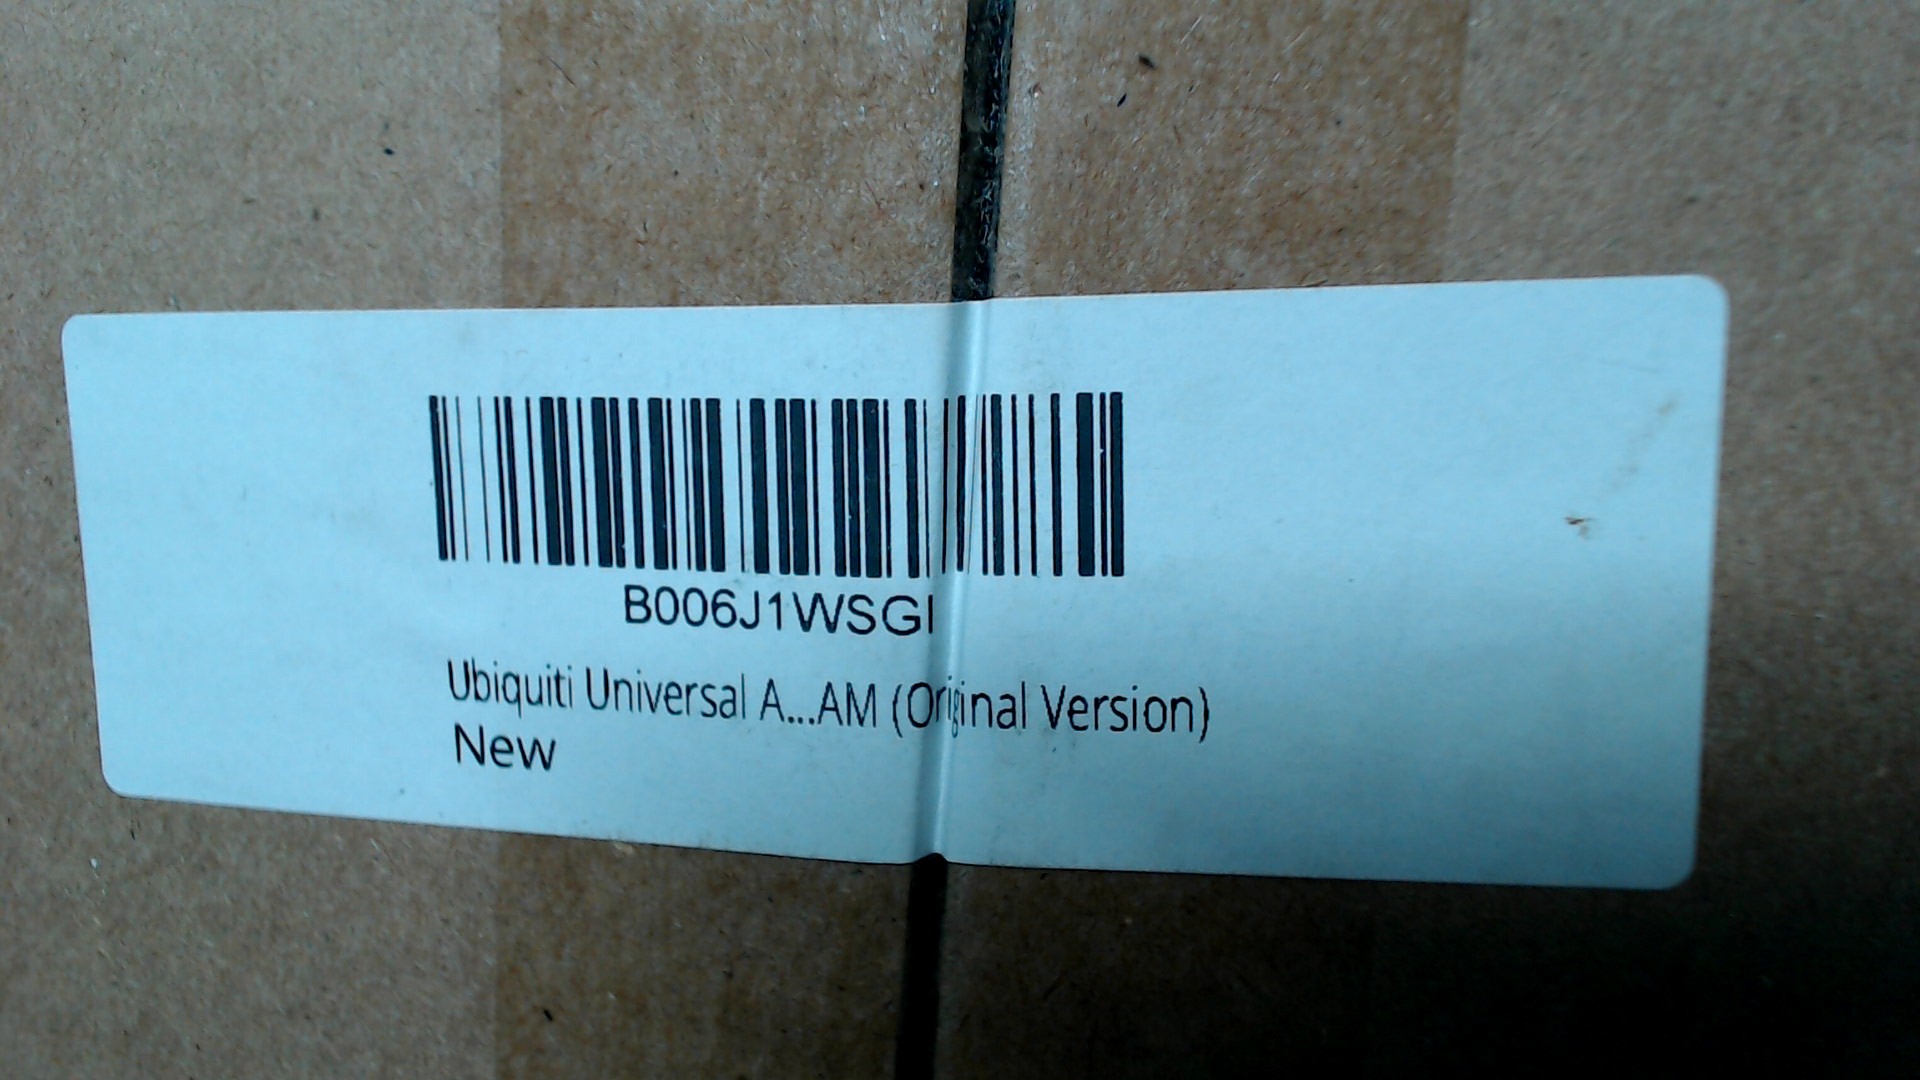 B006J1WSGI
Ubiquiti Universal A...AM (Original Version)
New